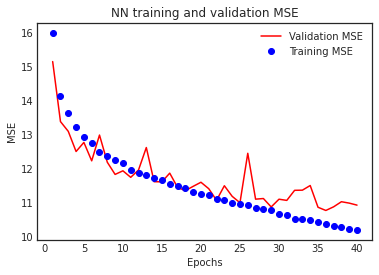 NN training and validation MSE
Validation MSE
Training MSE
16
15
14
13
12
11
10
MSE
0 5 10 15 20 25 30 35 40
Epochs